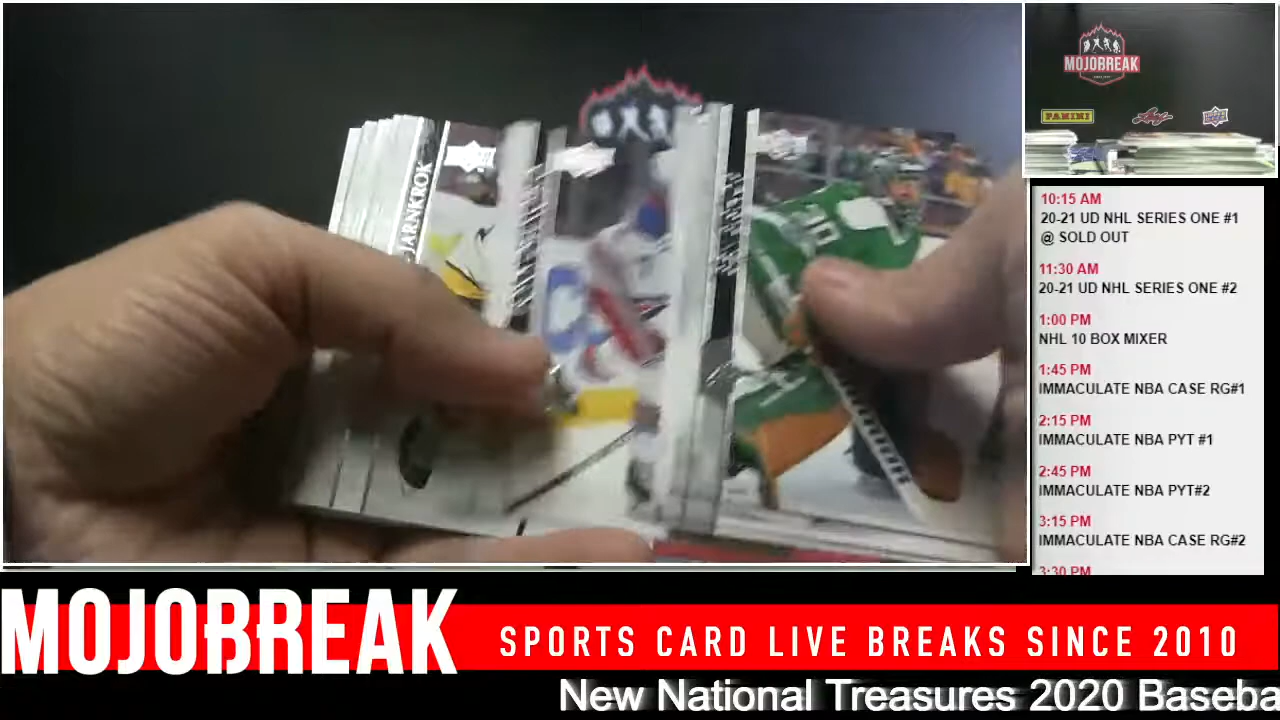 JARNKROK
MOJOBREAK
PANINI
10:15 AM
20-21 UD NHL SERIES ONE #1
@ SOLD OUT
11:30 AM
20-21 UD NHL SERIES ONE #2
1:00 PM
NHL 10 BOX MIXER
1:45 PM
IMMACULATE NBA CASE RG#1
2:15 PM
IMMACULATE NBA PYT #1
2:45 PM
IMMACULATE NBA PYT#2
3:15 PM
IMMACULATE NBA CASE RG#2
3:30 PM
MOJOBREAK
SPORTS CARD LIVE BREAKS SINCE 2010
New National Treasures 2020 Baseba